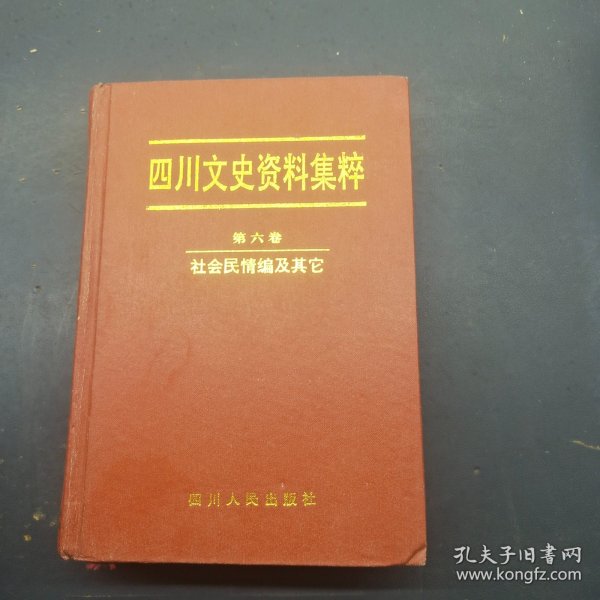 四川文史资料集粹
第六卷
社会民情编及其它
四川人民出版社
孔夫子旧书网
www.kongfz.com